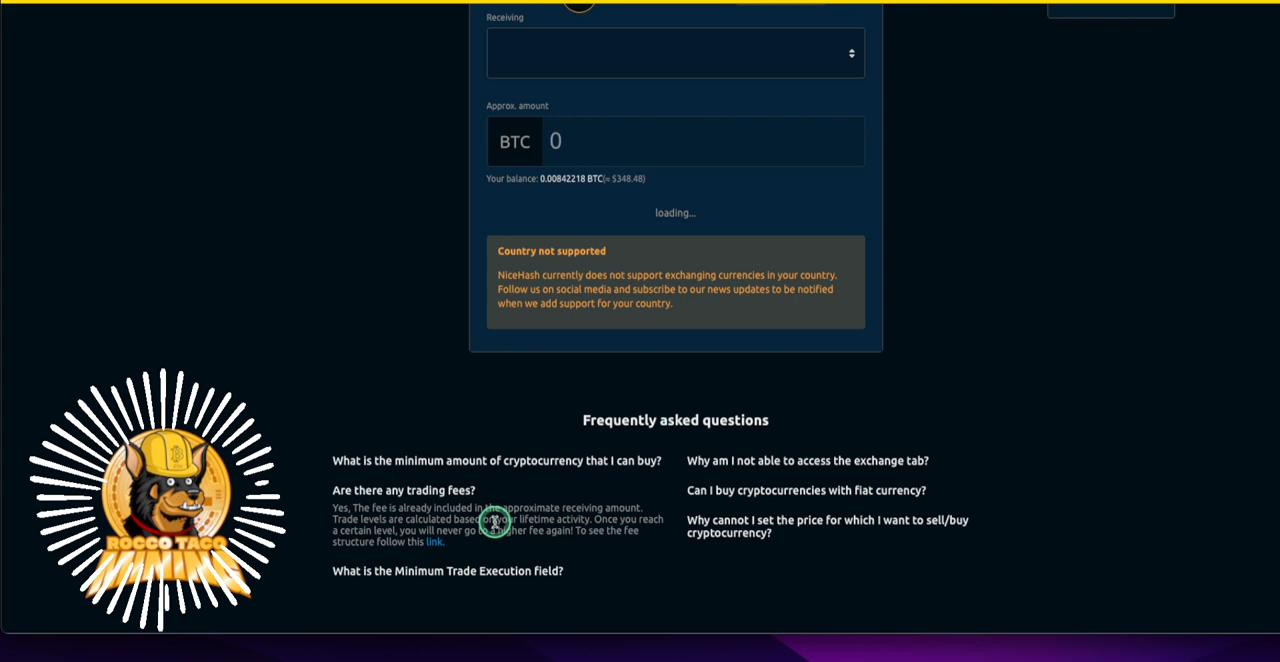 Receiving
Approx. amount
BTC 0
Your balance: 0.00842218 BTC(≈ $348.48)
loading...
Country not supported
NiceHash currently does not support exchanging currencies in your country.
Follow us on social media and subscribe to our news updates to be notified
when we add support for your country.
Frequently asked questions
What is the minimum amount of cryptocurrency that I can buy?
Are there any trading fees?
Yes, The fee is already included in the approximate receiving amount.
Trade levels are calculated based on your lifetime activity. Once you reach
a certain level, you will never go to a higher fee again! To see the fee
structure follow this link.
What is the Minimum Trade Execution field?
Why am I not able to access the exchange tab?
Can I buy cryptocurrencies with fiat currency?
Why cannot I set the price for which I want to sell/buy
cryptocurrency?
ROCCO TACO
MINING